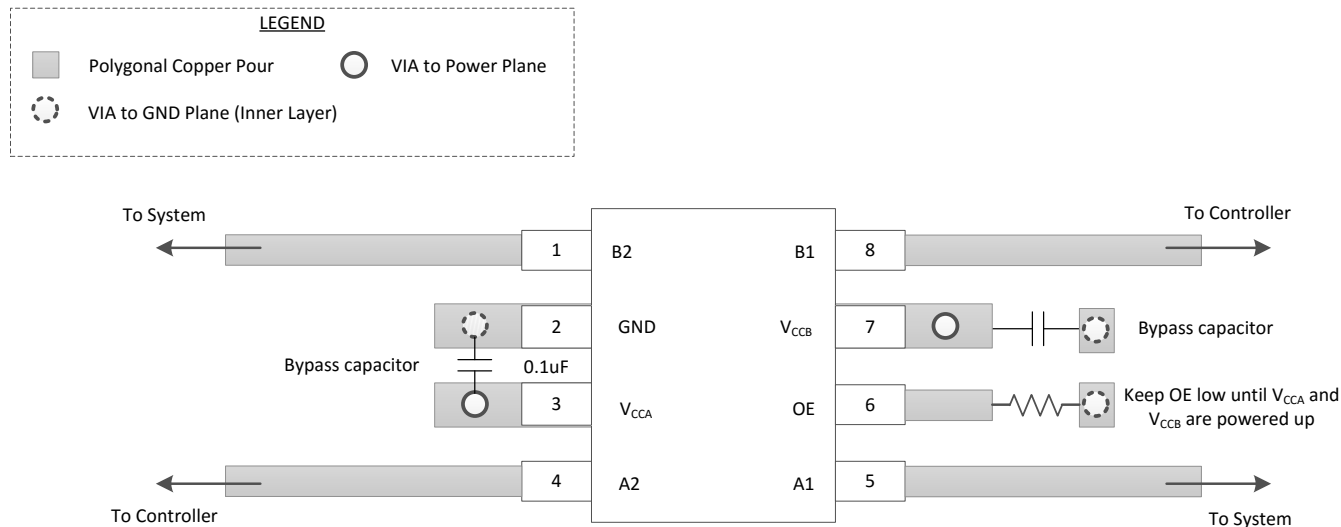 LEGEND
Polygonal Copper Pour
VIA to Power Plane
VIA to GND Plane (Inner Layer)
To System
To Controller
1
B2
B1
8
2
GND
VCCB
7
Bypass capacitor
Bypass capacitor
0.1uF
3
VCCA
OE
6
Keep OE low until VCCA and
VCCB are powered up
4
A2
A1
5
To Controller
To System